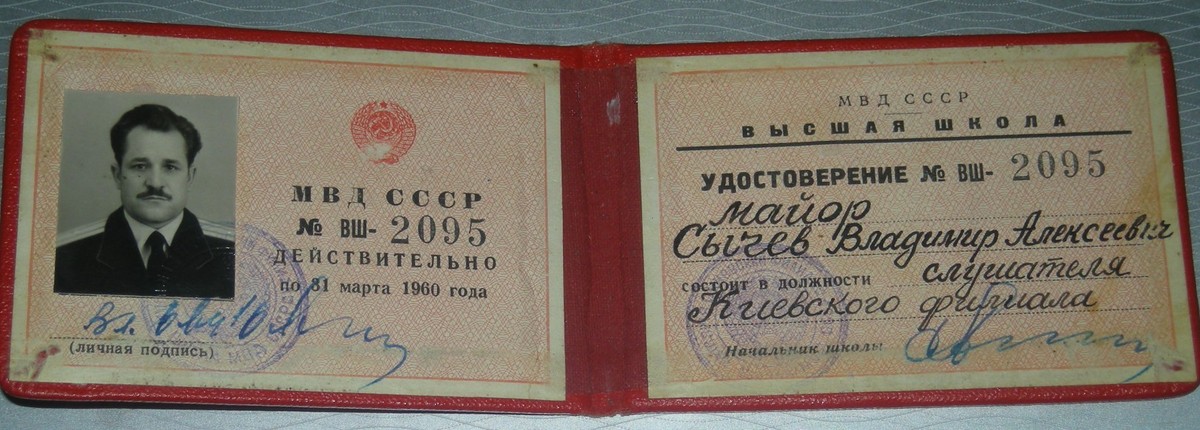 МВД СССР
№ ВШ- 2095
ДЕЙСТВИТЕЛЬНО
по 31 марта 1960 года
(личная подпись)
МВД СССР
ВЫСШАЯ ШКОЛА
УДОСТОВЕРЕНИЕ № ВШ- 2095
майор
Сычев Владимир Алексеевич
состоит в должности слушателя
Киевского филиала
Начальник школы